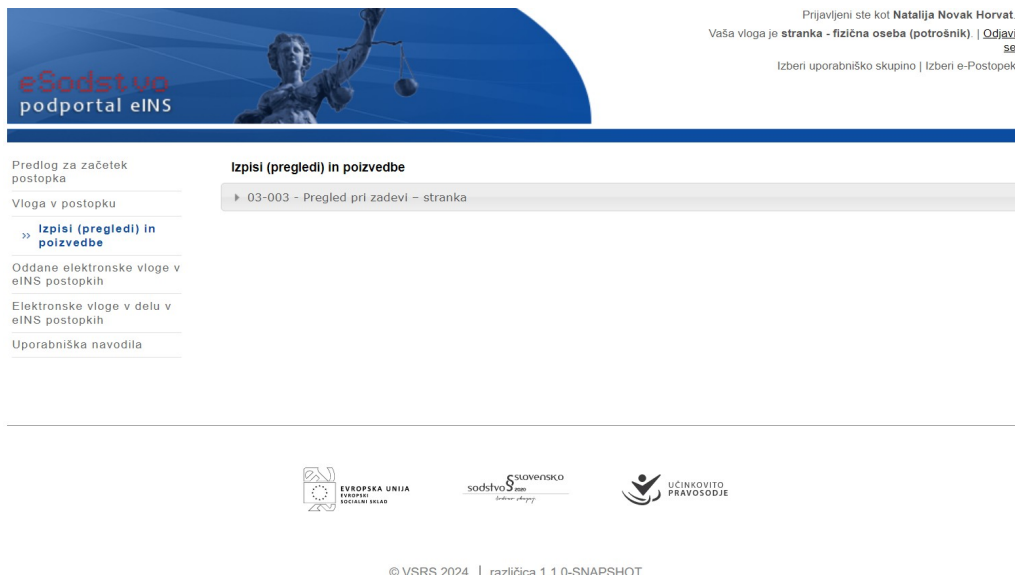 Prijavljeni ste kot Natalija Novak Horvat.
Vaša vloga je stranka - fizična oseba (potrošnik). | Odjavi
se
Izberi uporabniško skupino | Izberi e-Postopek
eSodstvo
podportal eINS
Predlog za začetek
postopka
Vloga v postopku
›› Izpisi (pregledi) in
poizvedbe
Oddane elektronske vloge v
eINS postopkih
Elektronske vloge v delu v
eINS postopkih
Uporabniška navodila
Izpisi (pregledi) in poizvedbe
03-003 - Pregled pri zadevi – stranka
EVROPSKA UNIJA
EVROPSKI
SOCIALNI SKLAD
slovensko
sodstvo§ 2020
UČINKOVITO
PRAVOSODJE
© VSRS 2024 | različica 1.1.0-SNAPSHOT